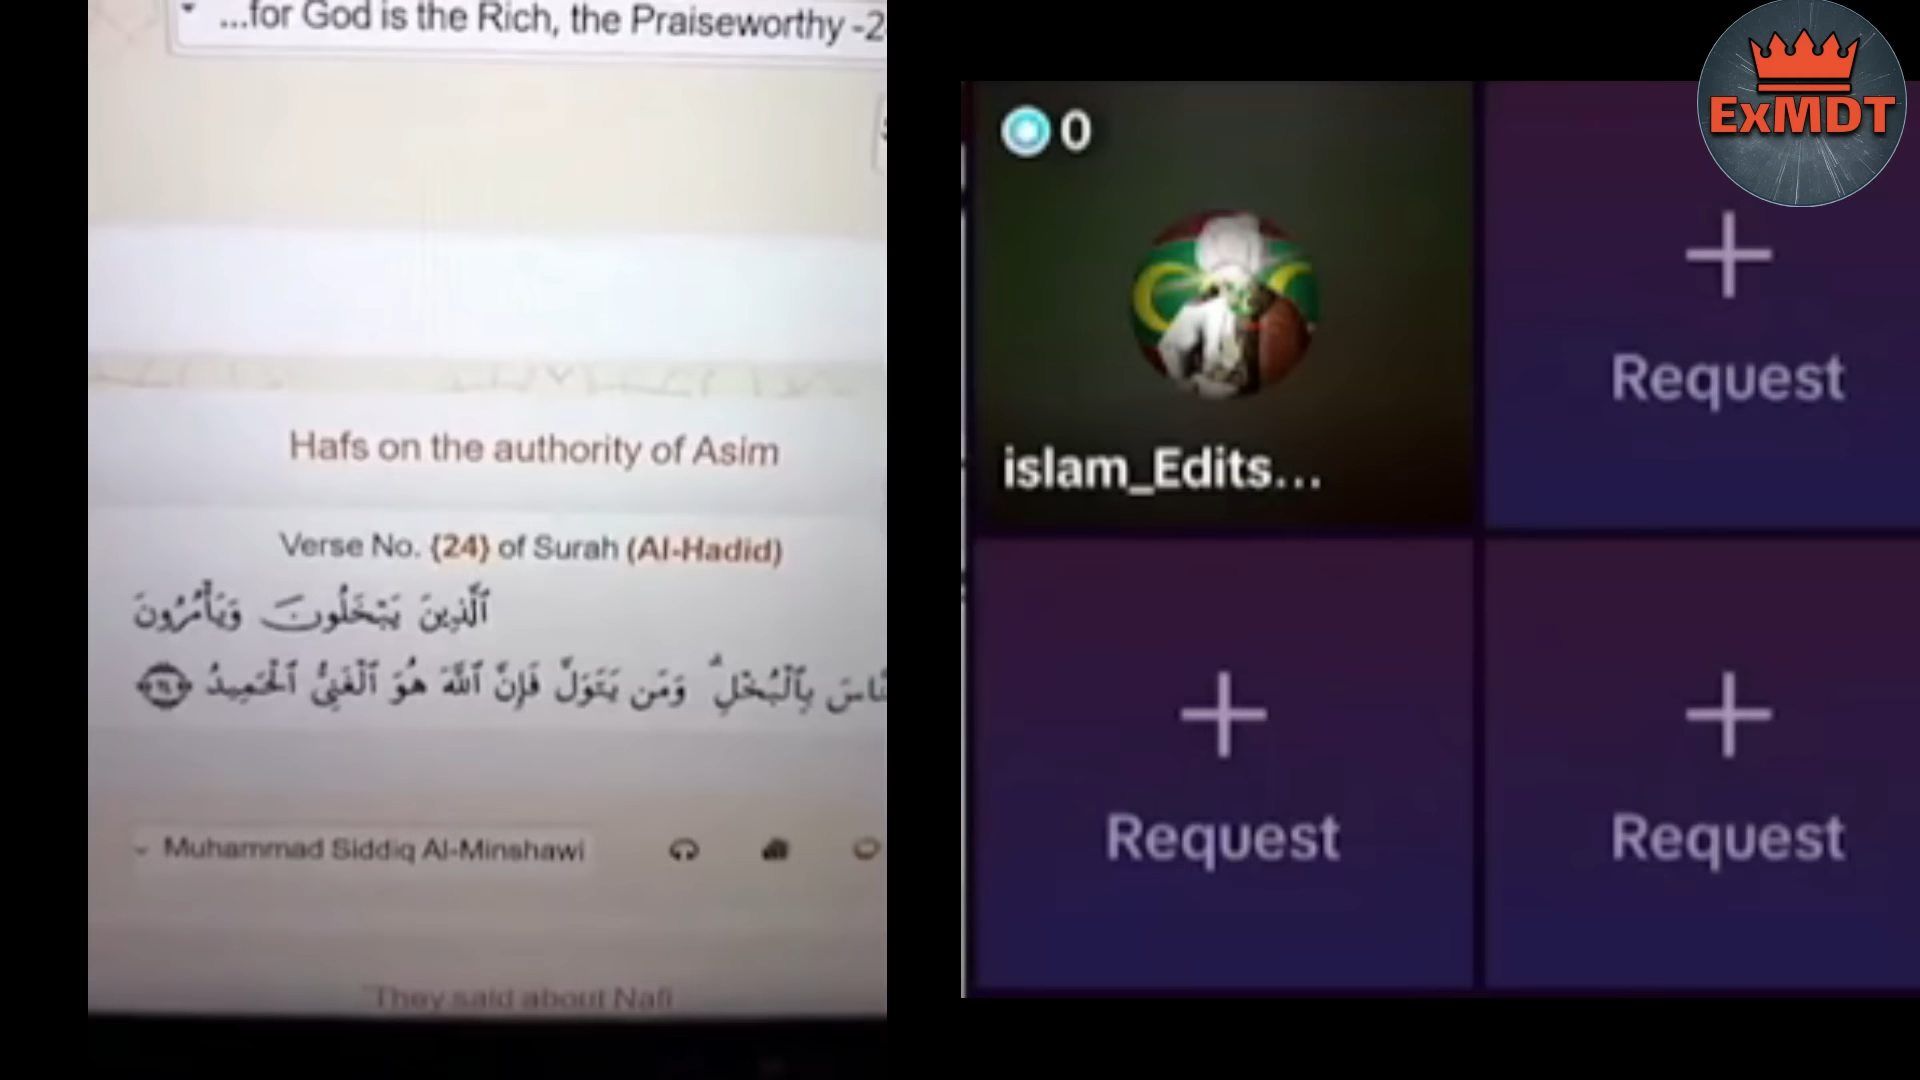 ...for God is the Rich, the Praiseworthy -2
Hafs on the authority of Asim
Verse No. {24} of Surah (Al-Hadid)
ٱلَّذِينَ يَبْخَلُونَ وَيَأْمُرُونَ
ٱلنَّاسَ بِٱلْبُخْلِ ۗ وَمَن يَتَوَلَّ فَإِنَّ ٱللَّهَ هُوَ ٱلْغَنِىُّ ٱلْحَمِيدُ
Muhammad Siddiq Al-Minshawi
They said about Nafi
0
islam_Edits...
Request
Request
Request
ExMDT